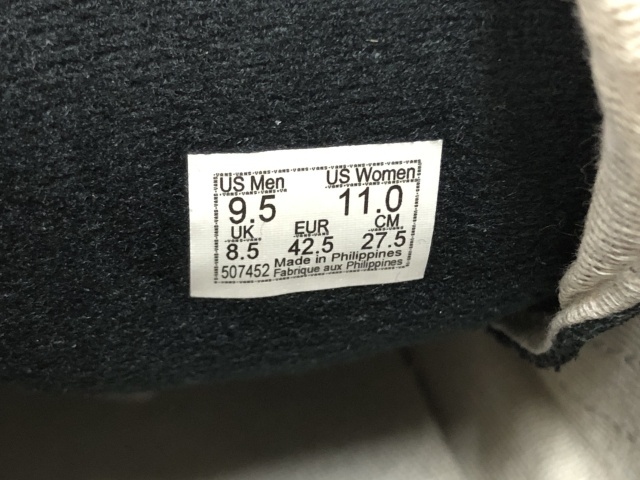 US Men US Women
9.5 11.0
UK EUR CM
8.5 42.5 27.5
Made in Philippines
507452 Fabrique aux Philippines